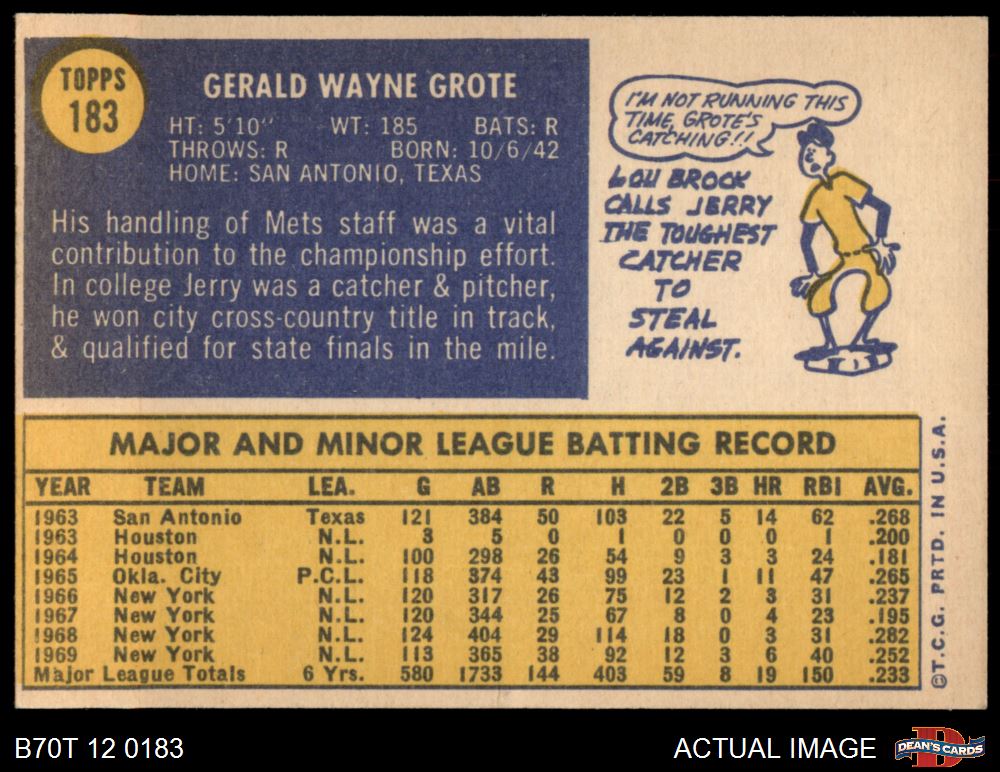 TOPPS
183
GERALD WAYNE GROTE
HT: 5'10" WT: 185 BATS: R
THROWS: R BORN: 10/6/42
HOME: SAN ANTONIO, TEXAS
His handling of Mets staff was a vital
contribution to the championship effort.
In college Jerry was a catcher & pitcher,
he won city cross-country title in track,
& qualified for state finals in the mile.
I'M NOT RUNNING THIS
TIME, GROTE'S
CATCHING!!
LOU BROCK
CALLS JERRY
THE TOUGHEST
CATCHER
TO
STEAL
AGAINST.
MAJOR AND MINOR LEAGUE BATTING RECORD
YEAR TEAM LEA. G AB R H 2B 3B HR RBI AVG.
1963 San Antonio Texas 121 384 50 103 22 5 14 62 .268
1963 Houston N.L. 3 5 0 1 0 0 0 1 .200
1964 Houston N.L. 100 298 26 54 9 3 3 24 .181
1965 Okla. City P.C.L. 118 374 43 99 23 1 11 47 .265
1966 New York N.L. 120 317 26 75 12 2 3 31 .237
1967 New York N.L. 120 344 25 67 8 0 4 23 .195
1968 New York N.L. 124 404 29 114 18 0 3 31 .282
1969 New York N.L. 113 365 38 92 12 3 6 40 .252
Major League Totals 6 Yrs. 580 1733 144 403 59 8 19 150 .233
©T.C.G. PRTD. IN U.S.A.
B70T 12 0183
ACTUAL IMAGE
D
DEAN'S CARDS